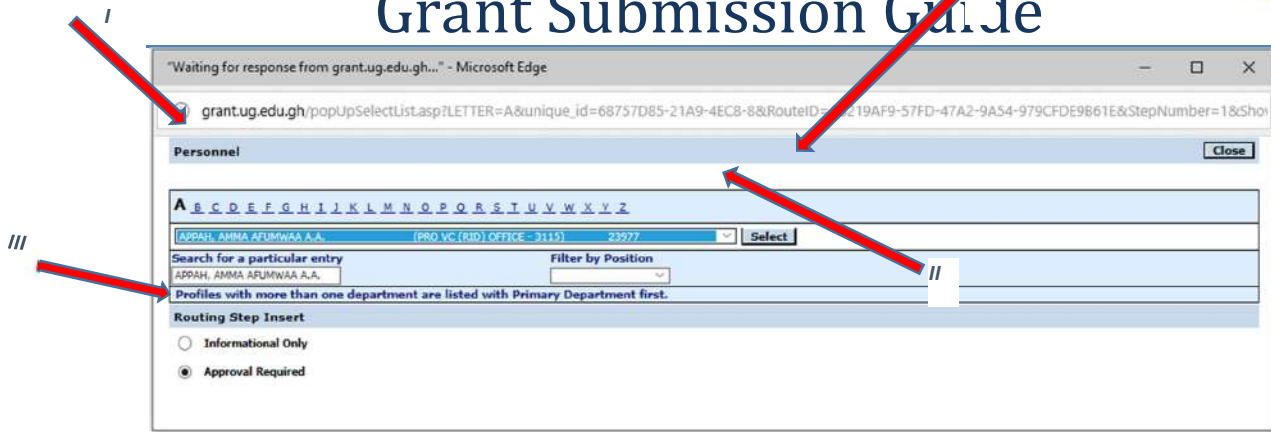 Grant Submission Guide
I
"Waiting for response from grant.ug.edu.gh..." - Microsoft Edge
grant.ug.edu.gh/popUpSelectList.asp?LETTER=A&unique_id=68757D85-21A9-4EC8-8&RouteID= 219AF9-57FD-47A2-9A54-979CFDE9B61E&StepNumber=1&Sho
Personnel Close
A B C D E F G H I J K L M N O P Q R S T U V W X Y Z
APPAH, AMMA AFUMWAA A.A. (PRO VC (RID) OFFICE - 3115) 23977 Select
III
Search for a particular entry Filter by Position
APPAH, AMMA AFUMWAA A.A.
II
Profiles with more than one department are listed with Primary Department first.
Routing Step Insert
Informational Only
Approval Required